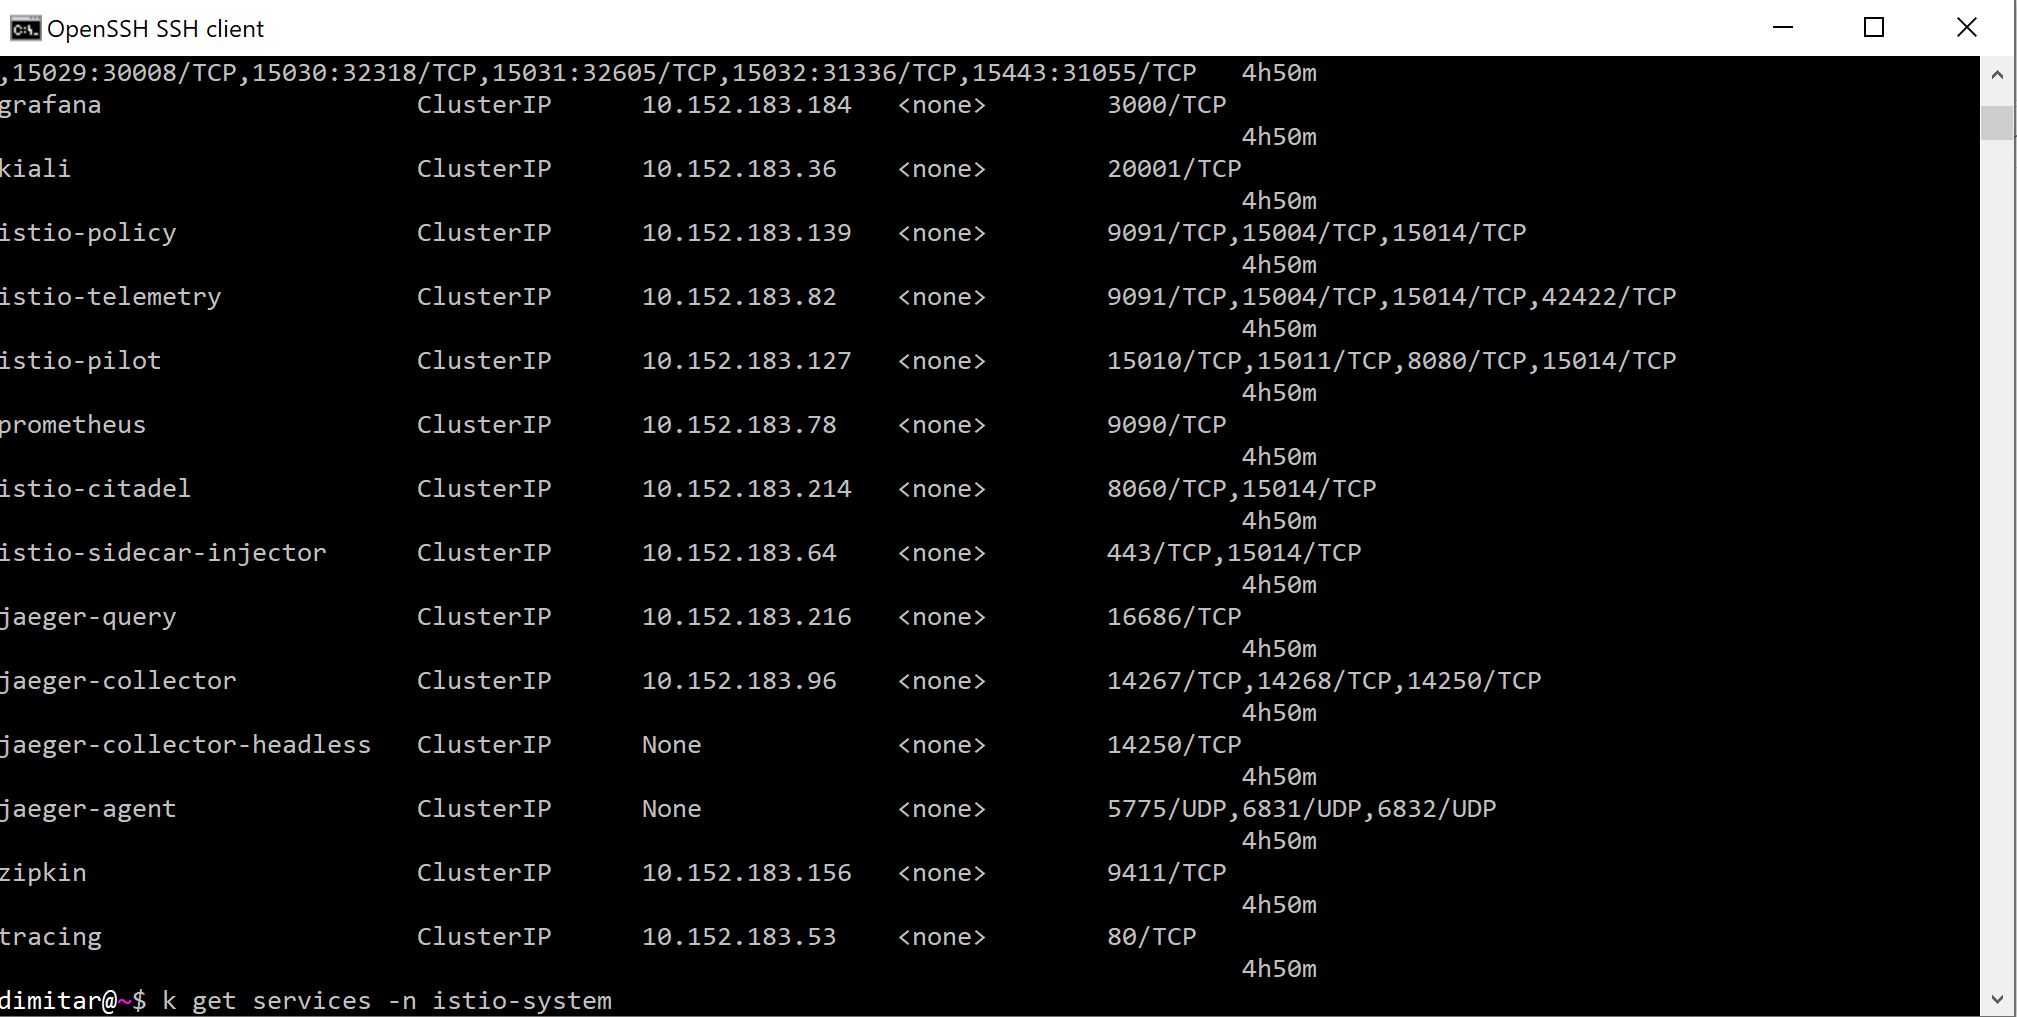 OpenSSH SSH client
,15029:30008/TCP,15030:32318/TCP,15031:32605/TCP,15032:31336/TCP,15443:31055/TCP 4h50m
grafana ClusterIP 10.152.183.184 <none> 3000/TCP
4h50m
kiali ClusterIP 10.152.183.36 <none> 20001/TCP
4h50m
istio-policy ClusterIP 10.152.183.139 <none> 9091/TCP,15004/TCP,15014/TCP
4h50m
istio-telemetry ClusterIP 10.152.183.82 <none> 9091/TCP,15004/TCP,15014/TCP,42422/TCP
4h50m
istio-pilot ClusterIP 10.152.183.127 <none> 15010/TCP,15011/TCP,8080/TCP,15014/TCP
4h50m
prometheus ClusterIP 10.152.183.78 <none> 9090/TCP
4h50m
istio-citadel ClusterIP 10.152.183.214 <none> 8060/TCP,15014/TCP
4h50m
istio-sidecar-injector ClusterIP 10.152.183.64 <none> 443/TCP,15014/TCP
4h50m
jaeger-query ClusterIP 10.152.183.216 <none> 16686/TCP
4h50m
jaeger-collector ClusterIP 10.152.183.96 <none> 14267/TCP,14268/TCP,14250/TCP
4h50m
jaeger-collector-headless ClusterIP None <none> 14250/TCP
4h50m
jaeger-agent ClusterIP None <none> 5775/UDP,6831/UDP,6832/UDP
4h50m
zipkin ClusterIP 10.152.183.156 <none> 9411/TCP
4h50m
tracing ClusterIP 10.152.183.53 <none> 80/TCP
4h50m
dimitar@~$ k get services -n istio-system